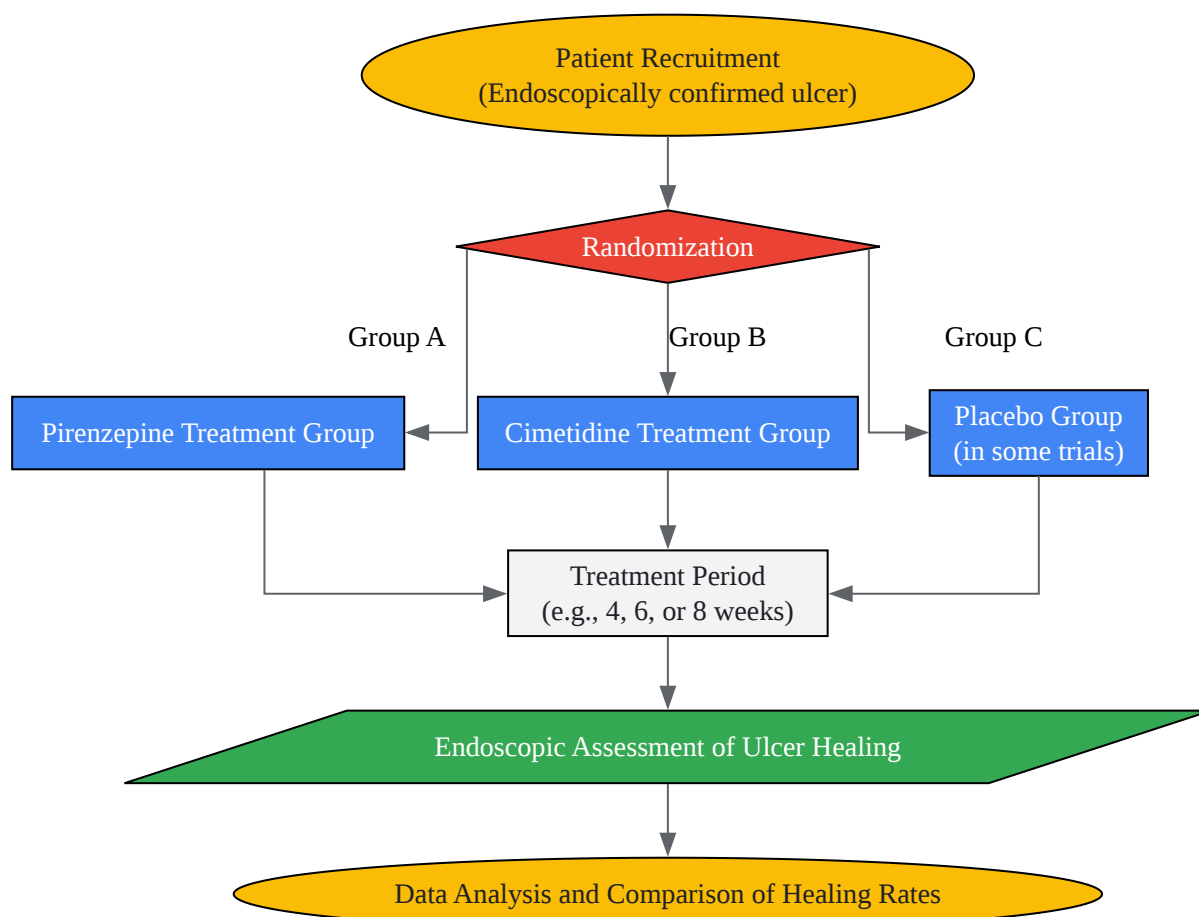 Patient Recruitment
(Endoscopically confirmed ulcer)
Randomization
Group A
Group B
Group C
Pirenzepine Treatment Group
Cimetidine Treatment Group
Placebo Group
(in some trials)
Treatment Period
(e.g., 4, 6, or 8 weeks)
Endoscopic Assessment of Ulcer Healing
Data Analysis and Comparison of Healing Rates